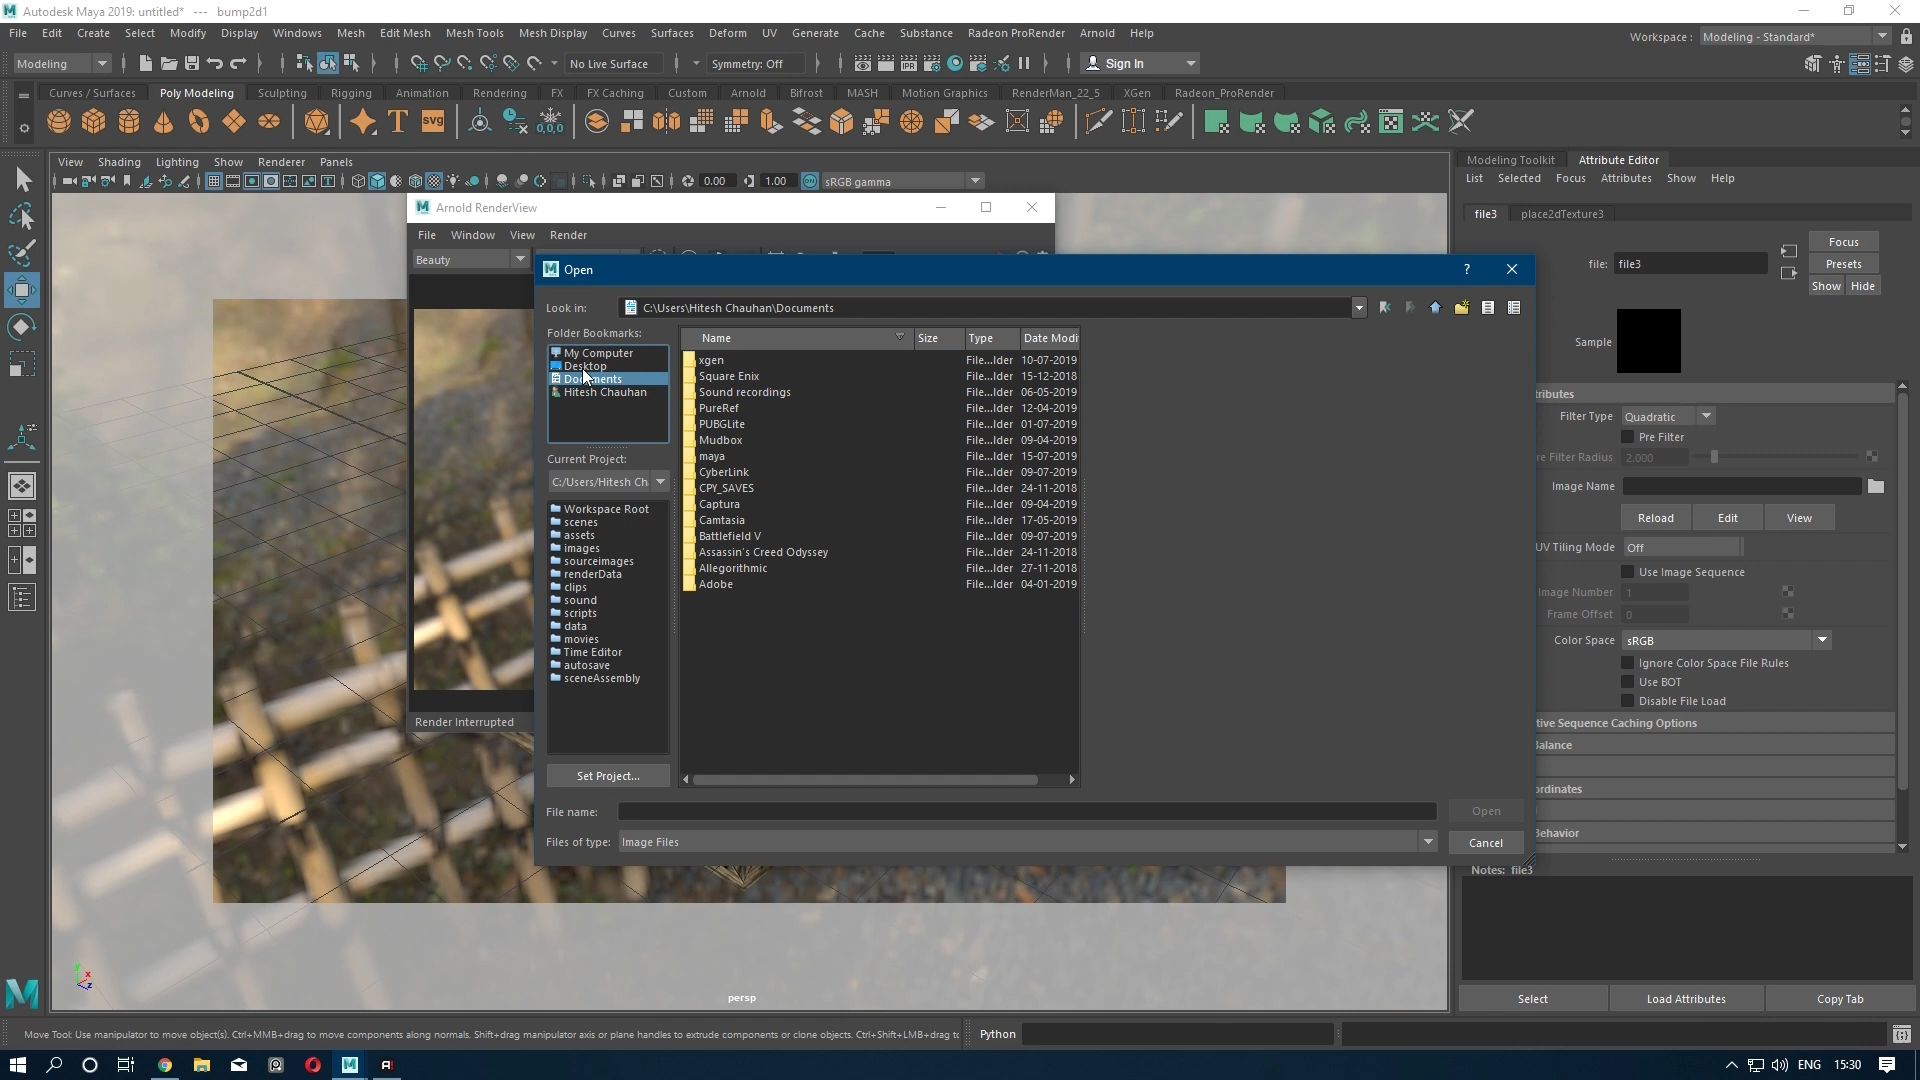 Autodesk Maya 2019: untitled* --- bump2d1
File Edit Create Select Modify Display Windows Mesh Edit Mesh Mesh Tools Mesh Display Curves Surfaces Deform UV Generate Cache Substance Radeon ProRender Arnold Help
Workspace : Modeling - Standard*
Modeling No Live Surface Symmetry: Off Sign In
Curves / Surfaces Poly Modeling Sculpting Rigging Animation Rendering FX FX Caching Custom Arnold Bifrost MASH Motion Graphics RenderMan_22_5 XGen Radeon_ProRender
View Shading Lighting Show Renderer Panels
0.00 1.00 sRGB gamma
Modeling Toolkit Attribute Editor
List Selected Focus Attributes Show Help
Arnold RenderView
File Window View Render
Beauty
Render Interrupted
Open
Look in: C:\Users\Hitesh Chauhan\Documents
Folder Bookmarks:
My Computer
Desktop
Documents
Hitesh Chauhan
Current Project:
C:/Users/Hitesh Ch
Workspace Root
scenes
assets
images
sourceimages
renderData
clips
sound
scripts
data
movies
Time Editor
autosave
sceneAssembly
Set Project...
Name Size Type Date Modi
xgen File...lder 10-07-2019
Square Enix File...lder 15-12-2018
Sound recordings File...lder 06-05-2019
PureRef File...lder 12-04-2019
PUBGLite File...lder 01-07-2019
Mudbox File...lder 09-04-2019
maya File...lder 15-07-2019
CyberLink File...lder 09-07-2019
CPY_SAVES File...lder 24-11-2018
Captura File...lder 09-04-2019
Camtasia File...lder 17-05-2019
Battlefield V File...lder 09-07-2019
Assassin's Creed Odyssey File...lder 24-11-2018
Allegorithmic File...lder 27-11-2018
Adobe File...lder 04-01-2019
File name: Open
Files of type: Image Files Cancel
file3 place2dTexture3
file: file3
Focus
Presets
Show Hide
Sample
tributes
Filter Type Quadratic
Pre Filter
re Filter Radius 2.000
Image Name
Reload Edit View
UV Tiling Mode Off
Use Image Sequence
Image Number 1
Frame Offset 0
Color Space sRGB
Ignore Color Space File Rules
Use BOT
Disable File Load
tive Sequence Caching Options
Balance
ordinates
Behavior
Notes: file3
Select Load Attributes Copy Tab
persp
Move Tool: Use manipulator to move object(s). Ctrl+MMB+drag to move components along normals. Shift+drag manipulator axis or plane handles to extrude components or clone objects. Ctrl+Shift+LMB+drag to
Python
ENG 15:30